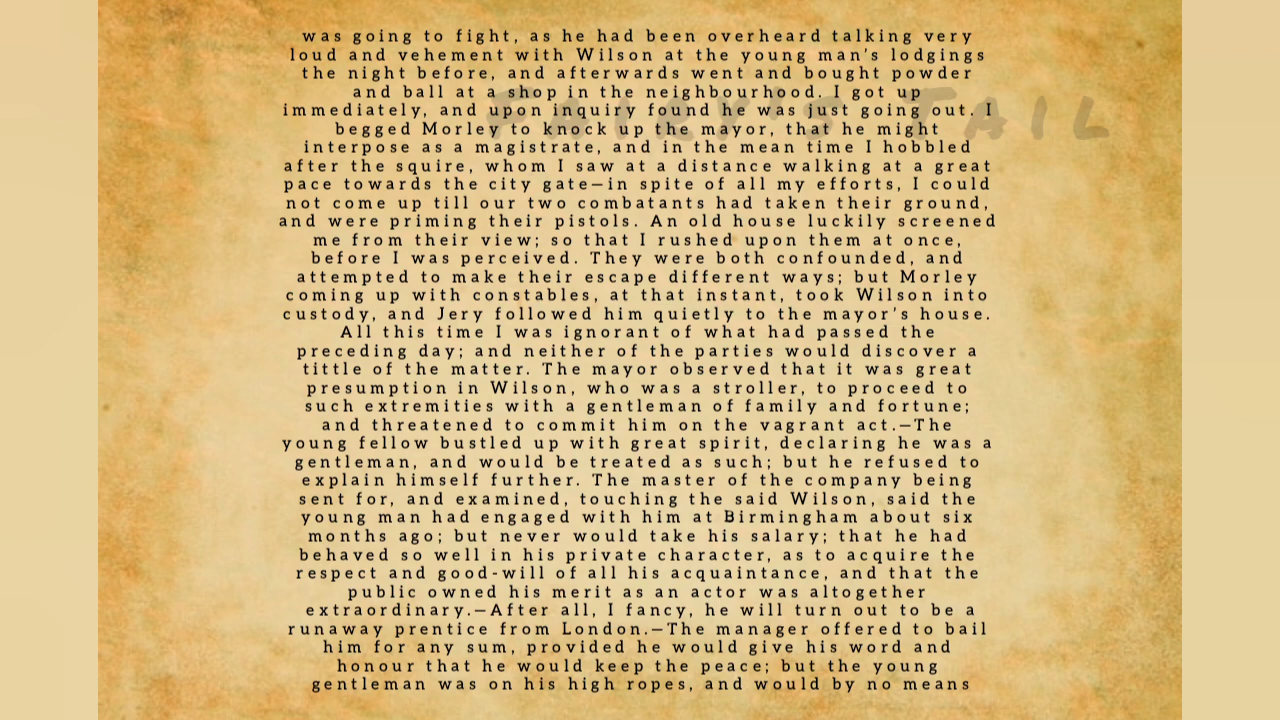 was going to fight, as he had been overheard talking very
loud and vehement with Wilson at the young man's lodgings
the night before, and afterwards went and bought powder
and ball at a shop in the neighbourhood. I got up
immediately, and upon inquiry found he was just going out. I
begged Morley to knock up the mayor, that he might
interpose as a magistrate, and in the mean time I hobbled
after the squire, whom I saw at a distance walking at a great
pace towards the city gate—in spite of all my efforts, I could
not come up till our two combatants had taken their ground,
and were priming their pistols. An old house luckily screened
me from their view; so that I rushed upon them at once,
before I was perceived. They were both confounded, and
attempted to make their escape different ways; but Morley
coming up with constables, at that instant, took Wilson into
custody, and Jery followed him quietly to the mayor's house.
All this time I was ignorant of what had passed the
preceding day; and neither of the parties would discover a
tittle of the matter. The mayor observed that it was great
presumption in Wilson, who was a stroller, to proceed to
such extremities with a gentleman of family and fortune;
and threatened to commit him on the vagrant act.—The
young fellow bustled up with great spirit, declaring he was a
gentleman, and would be treated as such; but he refused to
explain himself further. The master of the company being
sent for, and examined, touching the said Wilson, said the
young man had engaged with him at Birmingham about six
months ago; but never would take his salary; that he had
behaved so well in his private character, as to acquire the
respect and good-will of all his acquaintance, and that the
public owned his merit as an actor was altogether
extraordinary.—After all, I fancy, he will turn out to be a
runaway prentice from London.—The manager offered to bail
him for any sum, provided he would give his word and
honour that he would keep the peace; but the young
gentleman was on his high ropes, and would by no means
TAIL